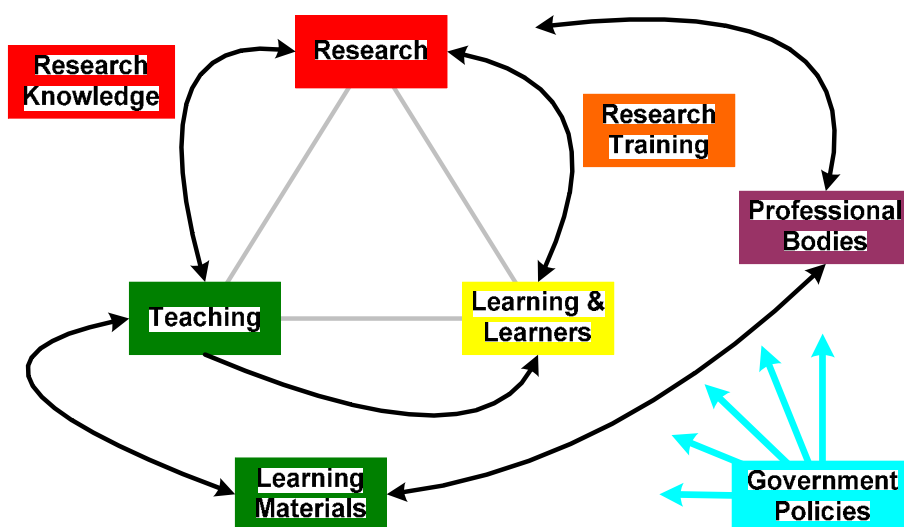 Research
Research
Knowledge
Research
Training
Professional
Bodies
Teaching
Learning &
Learners
Learning
Materials
Government
Policies